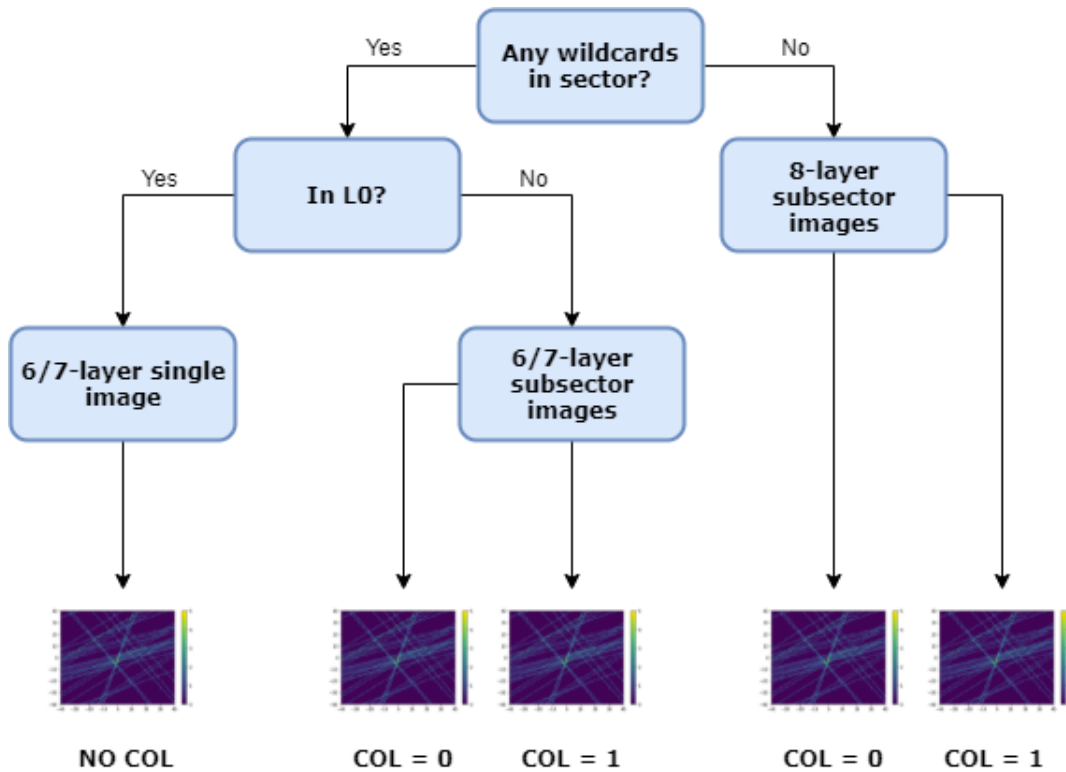 Yes
Any wildcards
in sector?
No
Yes
In L0?
No
8-layer
subsector
images
6/7-layer single
image
6/7-layer
subsector
images
NO COL
COL = 0
COL = 1
COL = 0
COL = 1